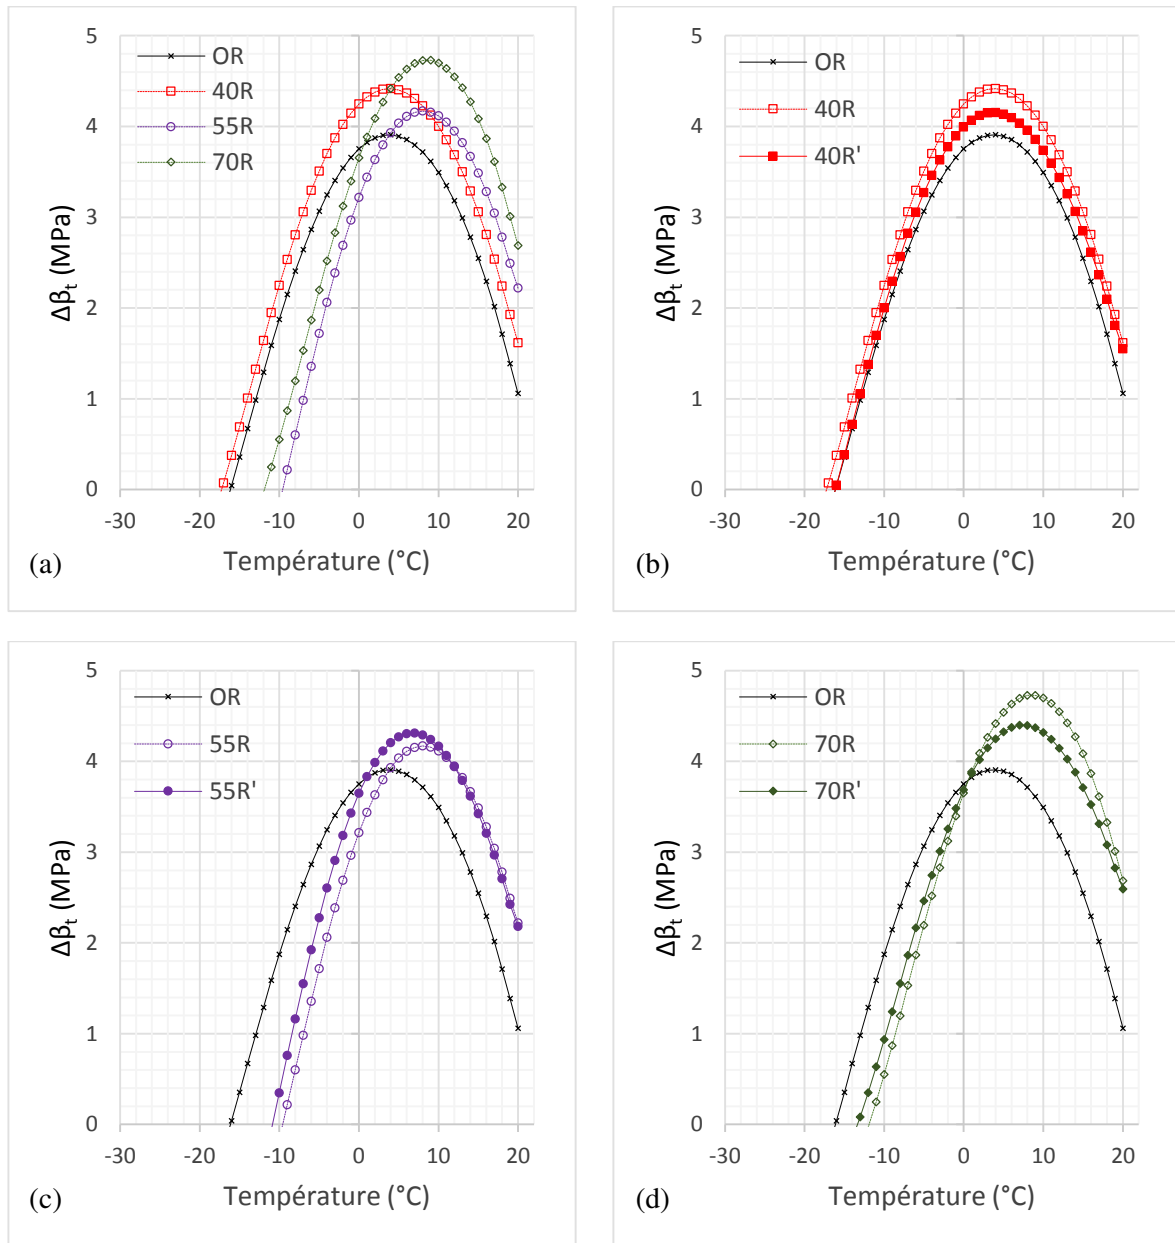 OR
40R
55R
70R
5
4
3
2
1
0
-30 -20 -10 0 10 20
Δβt (MPa)
Température (°C)
(a)
OR
40R
40R'
5
4
3
2
1
0
-30 -20 -10 0 10 20
Δβt (MPa)
Température (°C)
(b)
OR
55R
55R'
5
4
3
2
1
0
-30 -20 -10 0 10 20
Δβt (MPa)
Température (°C)
(c)
OR
70R
70R'
5
4
3
2
1
0
-30 -20 -10 0 10 20
Δβt (MPa)
Température (°C)
(d)